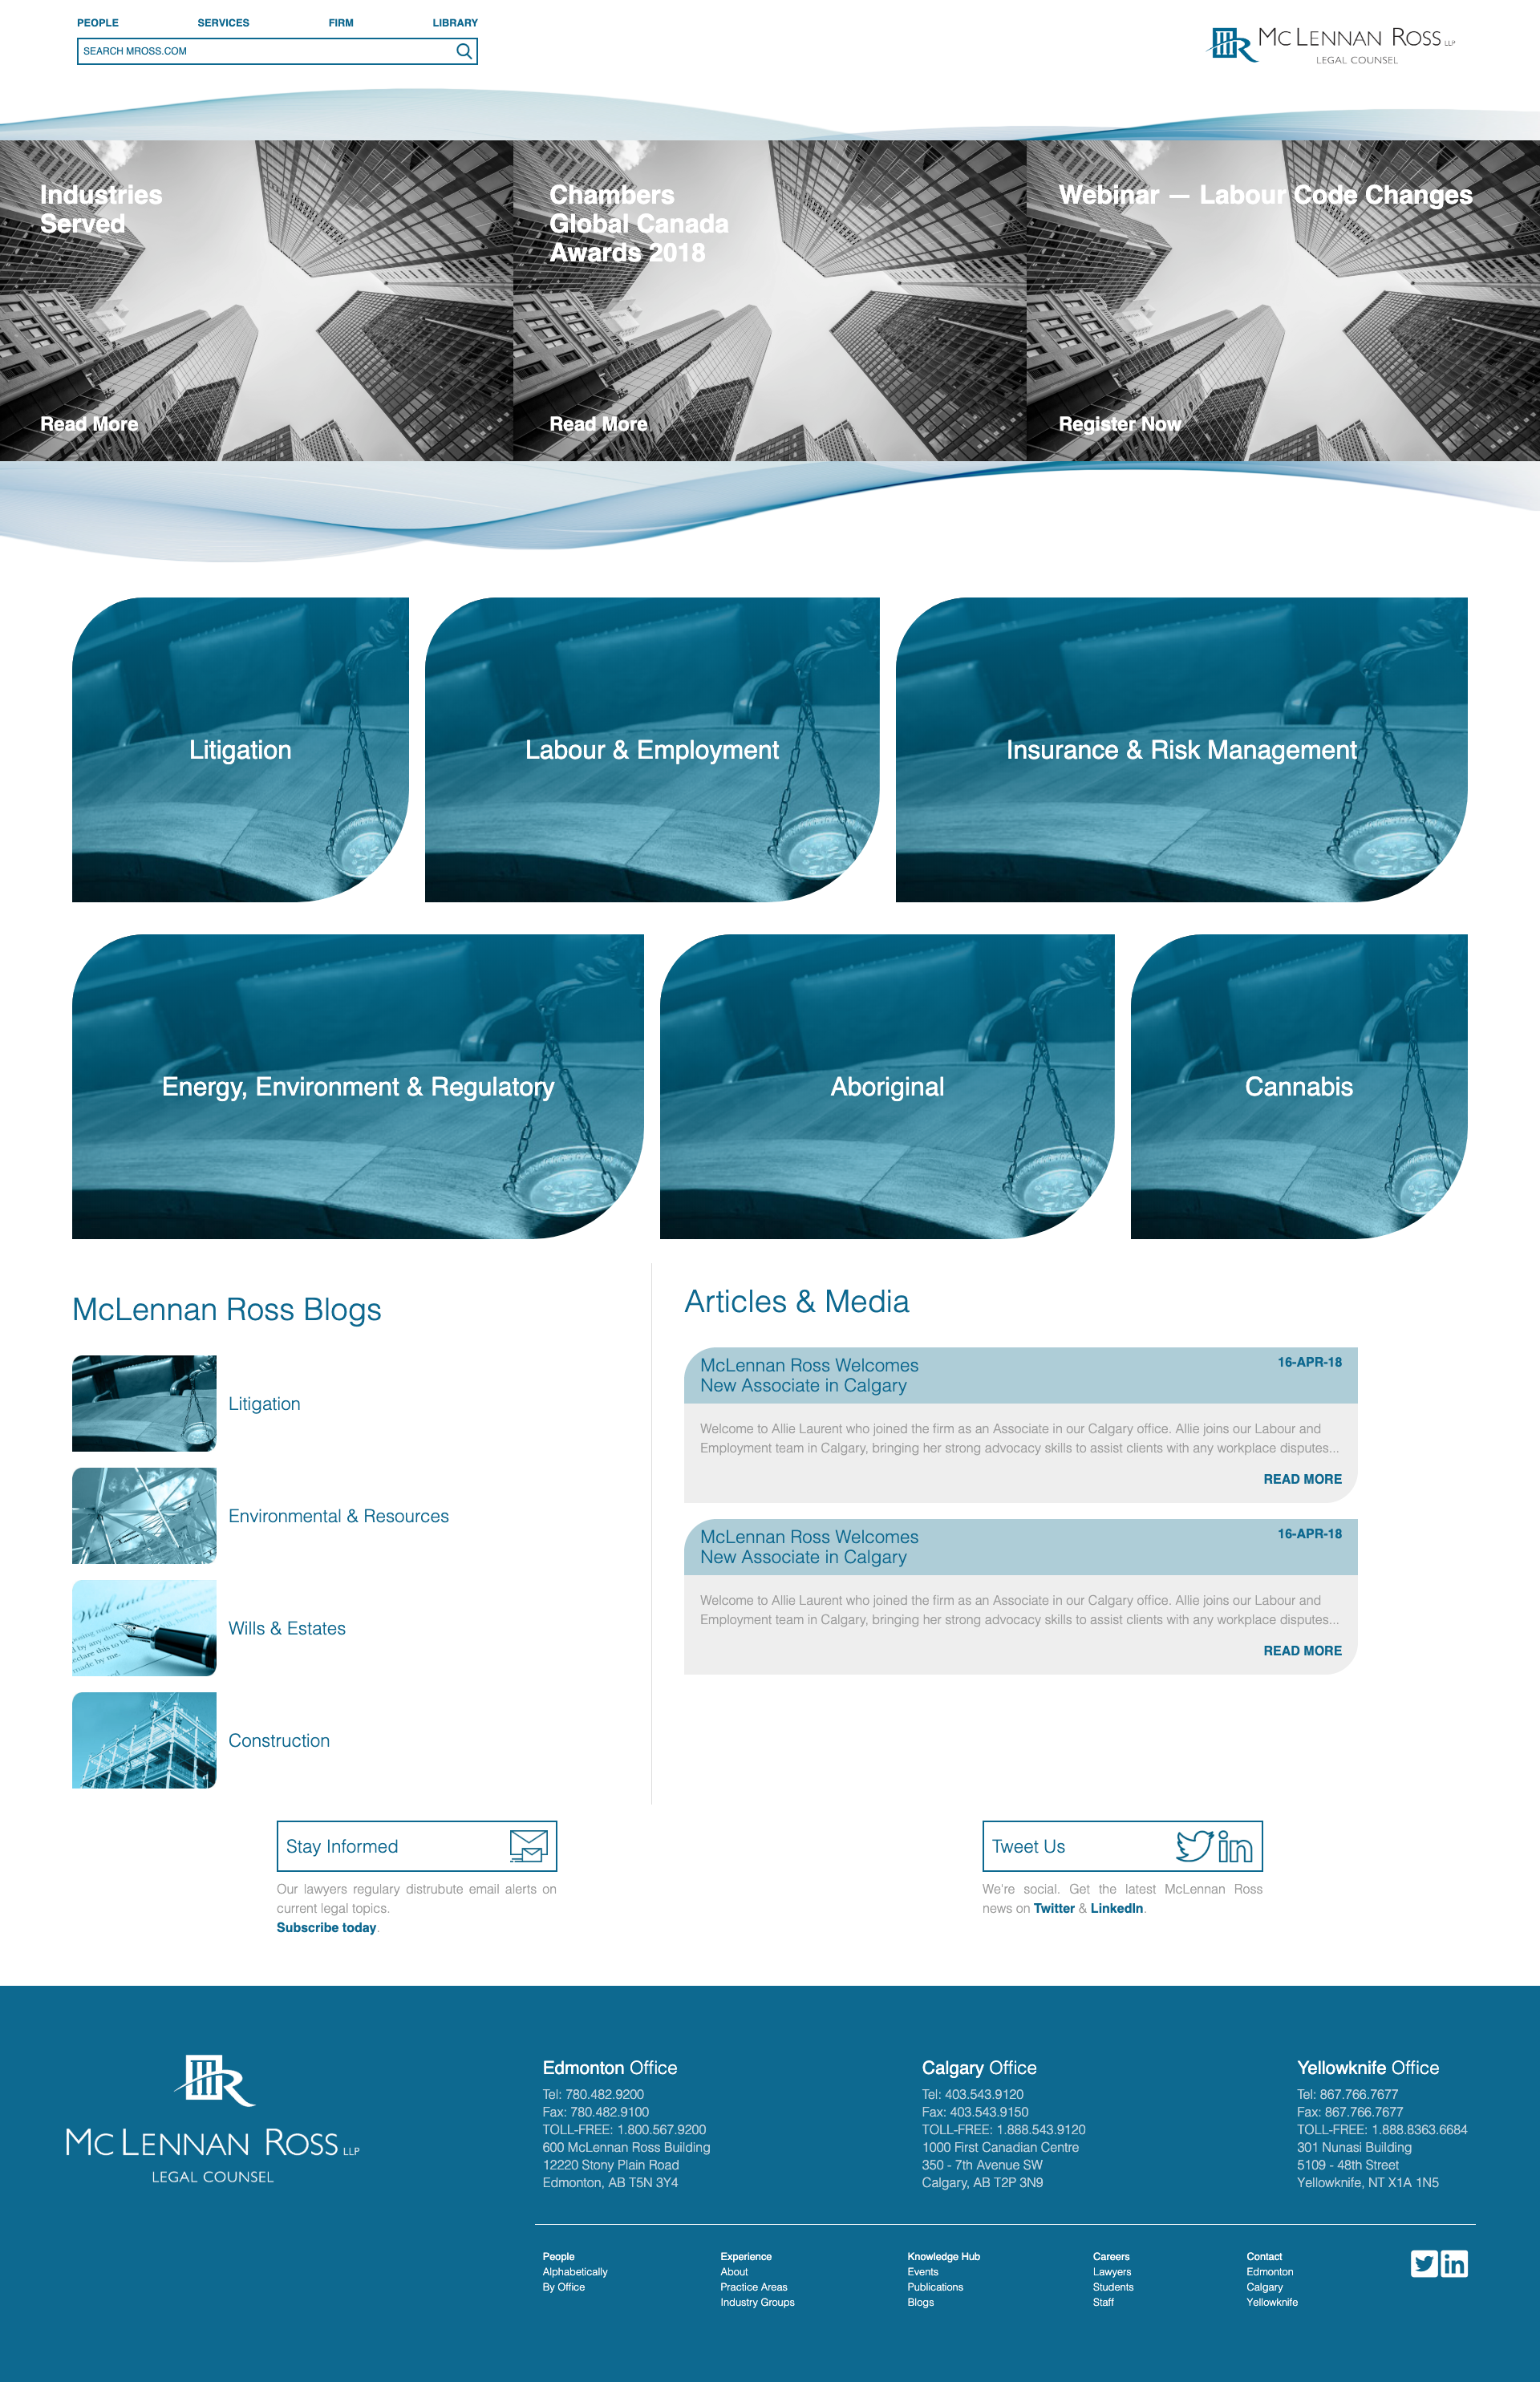 PEOPLE SERVICES FIRM LIBRARY
SEARCH MROSS.COM
MCLENNAN ROSS LLP
LEGAL COUNSEL
Industries
Served
Read More
Chambers
Global Canada
Awards 2018
Read More
Webinar — Labour Code Changes
Register Now
Litigation
Labour & Employment
Insurance & Risk Management
Energy, Environment & Regulatory
Aboriginal
Cannabis
McLennan Ross Blogs
Litigation
Environmental & Resources
Will and
Wills & Estates
Construction
Articles & Media
McLennan Ross Welcomes
New Associate in Calgary
16-APR-18
Welcome to Allie Laurent who joined the firm as an Associate in our Calgary office. Allie joins our Labour and
Employment team in Calgary, bringing her strong advocacy skills to assist clients with any workplace disputes...
READ MORE
McLennan Ross Welcomes
New Associate in Calgary
16-APR-18
Welcome to Allie Laurent who joined the firm as an Associate in our Calgary office. Allie joins our Labour and
Employment team in Calgary, bringing her strong advocacy skills to assist clients with any workplace disputes...
READ MORE
Stay Informed
Our lawyers regulary distrubute email alerts on
current legal topics.
Subscribe today.
Tweet Us
We're social. Get the latest McLennan Ross
news on Twitter & LinkedIn.
MCLENNAN ROSS LLP
LEGAL COUNSEL
Edmonton Office
Tel: 780.482.9200
Fax: 780.482.9100
TOLL-FREE: 1.800.567.9200
600 McLennan Ross Building
12220 Stony Plain Road
Edmonton, AB T5N 3Y4
Calgary Office
Tel: 403.543.9120
Fax: 403.543.9150
TOLL-FREE: 1.888.543.9120
1000 First Canadian Centre
350 - 7th Avenue SW
Calgary, AB T2P 3N9
Yellowknife Office
Tel: 867.766.7677
Fax: 867.766.7677
TOLL-FREE: 1.888.8363.6684
301 Nunasi Building
5109 - 48th Street
Yellowknife, NT X1A 1N5
People
Alphabetically
By Office
Experience
About
Practice Areas
Industry Groups
Knowledge Hub
Events
Publications
Blogs
Careers
Lawyers
Students
Staff
Contact
Edmonton
Calgary
Yellowknife